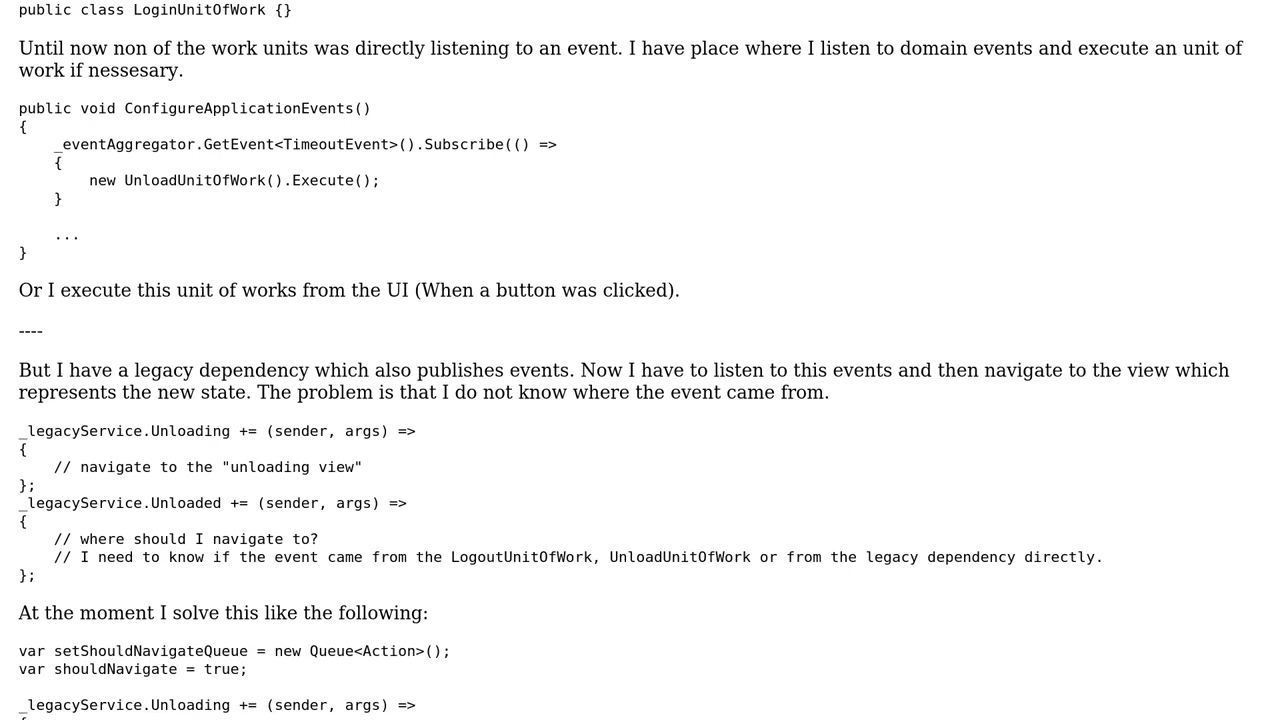 public class LoginUnitOfWork {}
Until now non of the work units was directly listening to an event. I have place where I listen to domain events and execute an unit of
work if nessesary.
public void ConfigureApplicationEvents()
{
    _eventAggregator.GetEvent<TimeoutEvent>().Subscribe(() =>
    {
        new UnloadUnitOfWork().Execute();
    }

    ...
}
Or I execute this unit of works from the UI (When a button was clicked).
----
But I have a legacy dependency which also publishes events. Now I have to listen to this events and then navigate to the view which
represents the new state. The problem is that I do not know where the event came from.
_legacyService.Unloading += (sender, args) =>
{
    // navigate to the "unloading view"
};
_legacyService.Unloaded += (sender, args) =>
{
    // where should I navigate to?
    // I need to know if the event came from the LogoutUnitOfWork, UnloadUnitOfWork or from the legacy dependency directly.
};
At the moment I solve this like the following:
var setShouldNavigateQueue = new Queue<Action>();
var shouldNavigate = true;

_legacyService.Unloading += (sender, args) =>